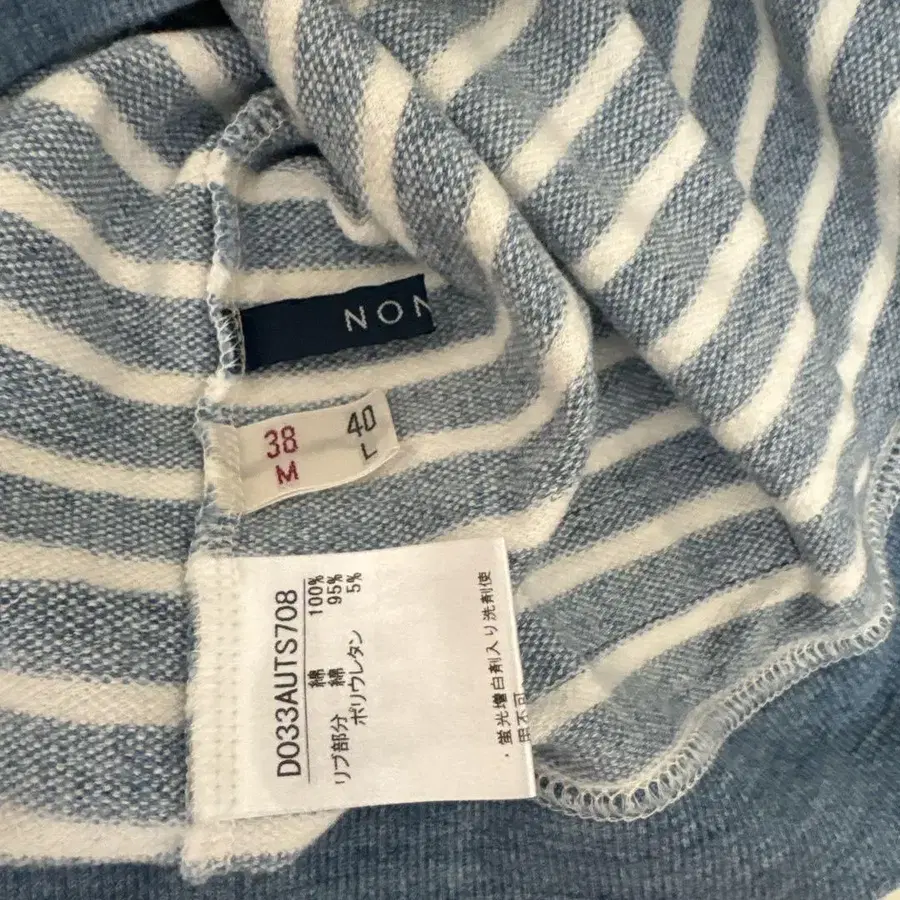 NON
38 40
M L
D033AUTS708
綿 100%
リブ部分 綿 95%
ポリウレタン 5%
・蛍光増白剤入り洗剤使
用不可